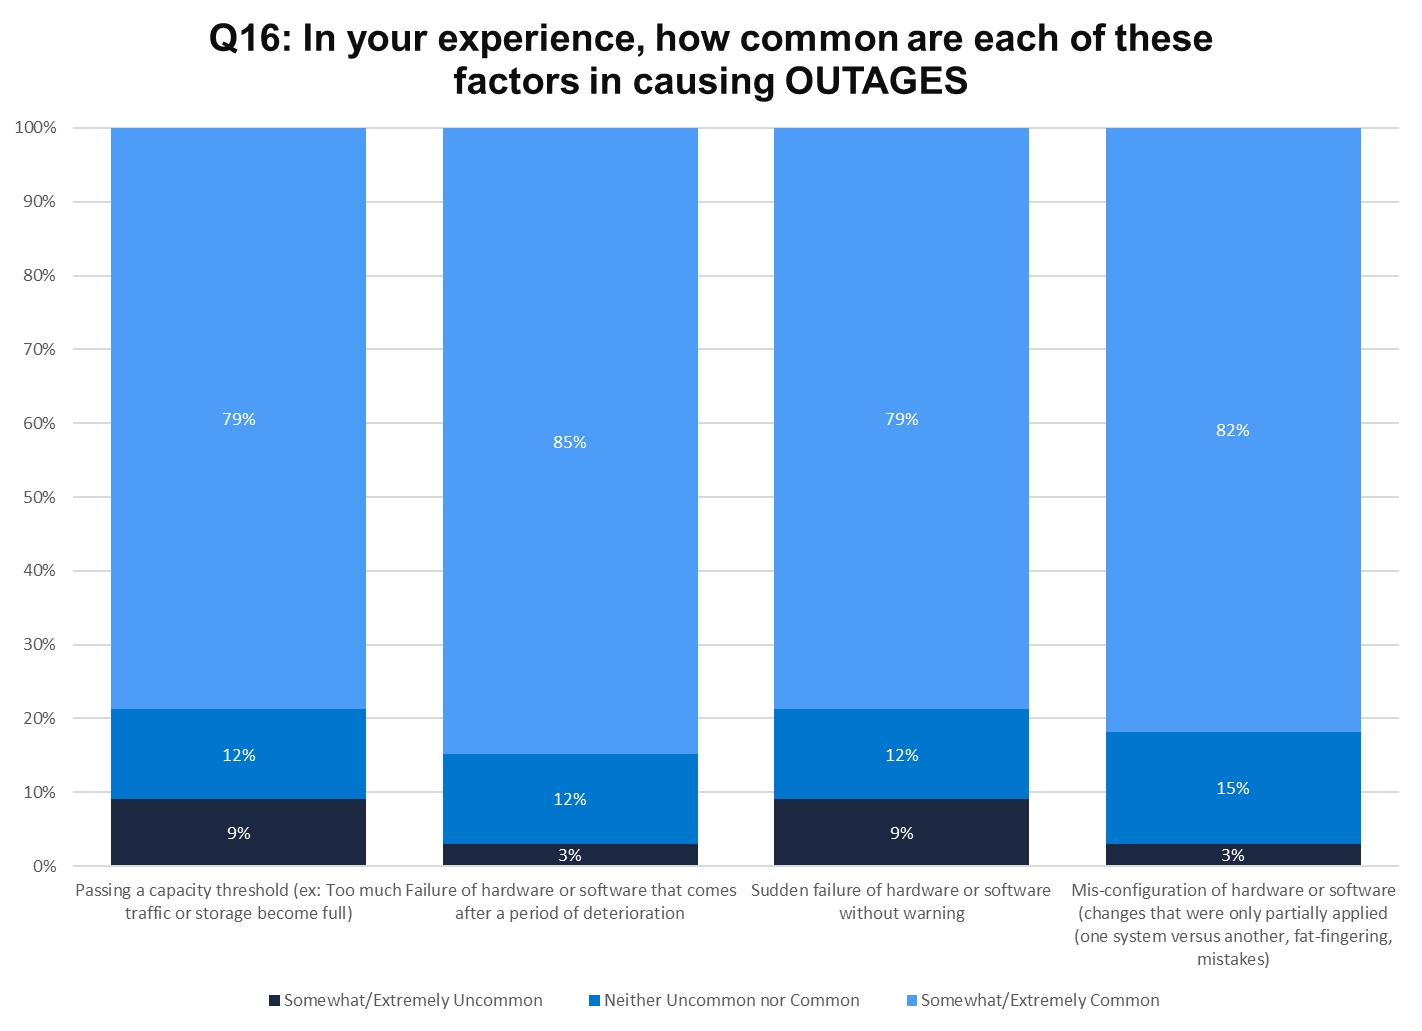 Q16: In your experience, how common are each of these
factors in causing OUTAGES
100%
90%
80%
70%
60%
50%
40%
30%
20%
10%
0%
79%
85%
79%
82%
12%
12%
12%
15%
9%
3%
9%
3%
Passing a capacity threshold (ex: Too much
traffic or storage become full)
Failure of hardware or software that comes
after a period of deterioration
Sudden failure of hardware or software
without warning
Mis-configuration of hardware or software
(changes that were only partially applied
(one system versus another, fat-fingering,
mistakes)
Somewhat/Extremely Uncommon
Neither Uncommon nor Common
Somewhat/Extremely Common